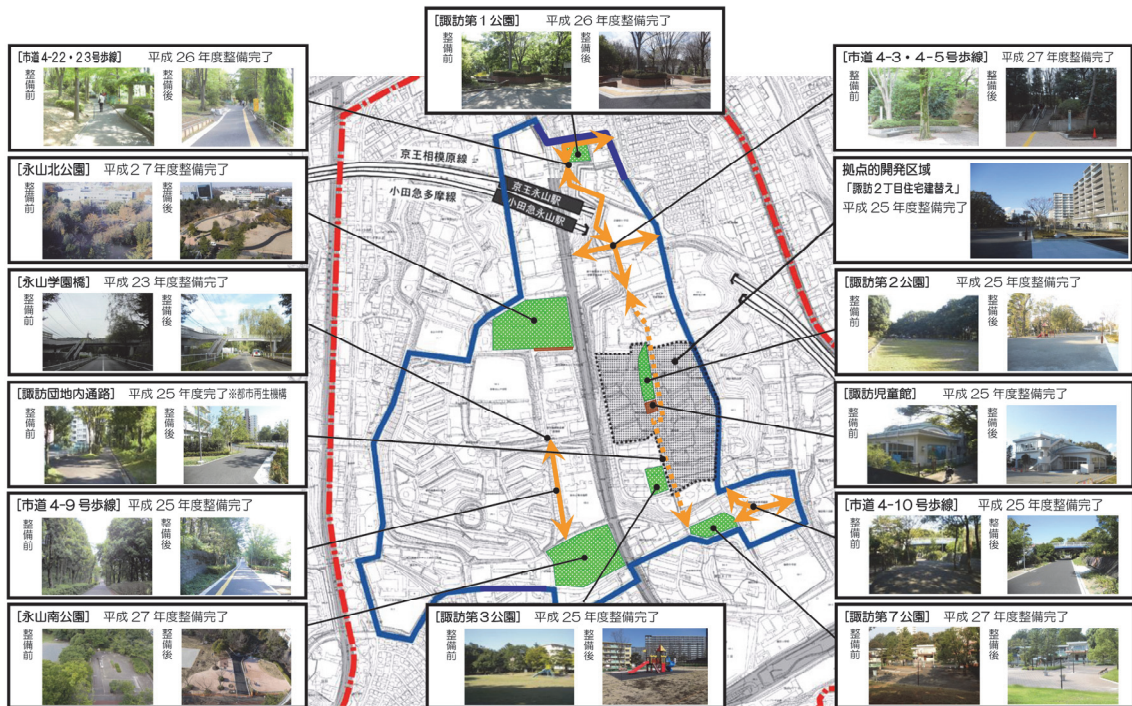 [諏訪第1公園] 平成26年度整備完了
整備前
整備後
[市道4-22・23号歩線] 平成26年度整備完了
整備前
整備後
[永山北公園] 平成27年度整備完了
整備前
整備後
[永山学園橋] 平成23年度整備完了
整備前
整備後
[諏訪団地内通路] 平成25年度完了※都市再生機構
整備前
整備後
[市道4-9号歩線] 平成25年度整備完了
整備前
整備後
[永山南公園] 平成27年度整備完了
整備前
整備後
京王相模原線
小田急多摩線
京王永山駅
小田急永山駅
[諏訪第3公園] 平成25年度整備完了
整備前
整備後
[市道4-3・4-5号歩線] 平成27年度整備完了
整備前
整備後
拠点的開発区域
「諏訪2丁目住宅建替え」
平成25年度整備完了
[諏訪第2公園] 平成25年度整備完了
整備前
整備後
[諏訪児童館] 平成25年度整備完了
整備前
整備後
[市道4-10号歩線] 平成25年度整備完了
整備前
整備後
[諏訪第7公園] 平成27年度整備完了
整備前
整備後